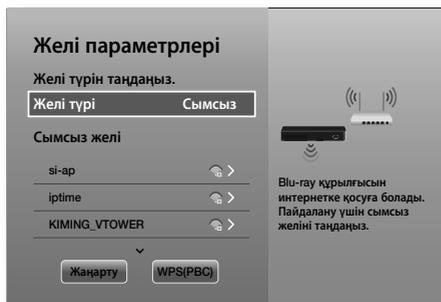 Желі параметрлері
Желі түрін таңдаңыз.
Желі түрі Сымсыз
Сымсыз желі
si-ap
iptime
KIMING_VTOWER
Жаңарту WPS(PBC)
Blu-ray құрылғысын
интернетке қосуға болады.
Пайдалану үшін сымсыз
желіні таңдаңыз.